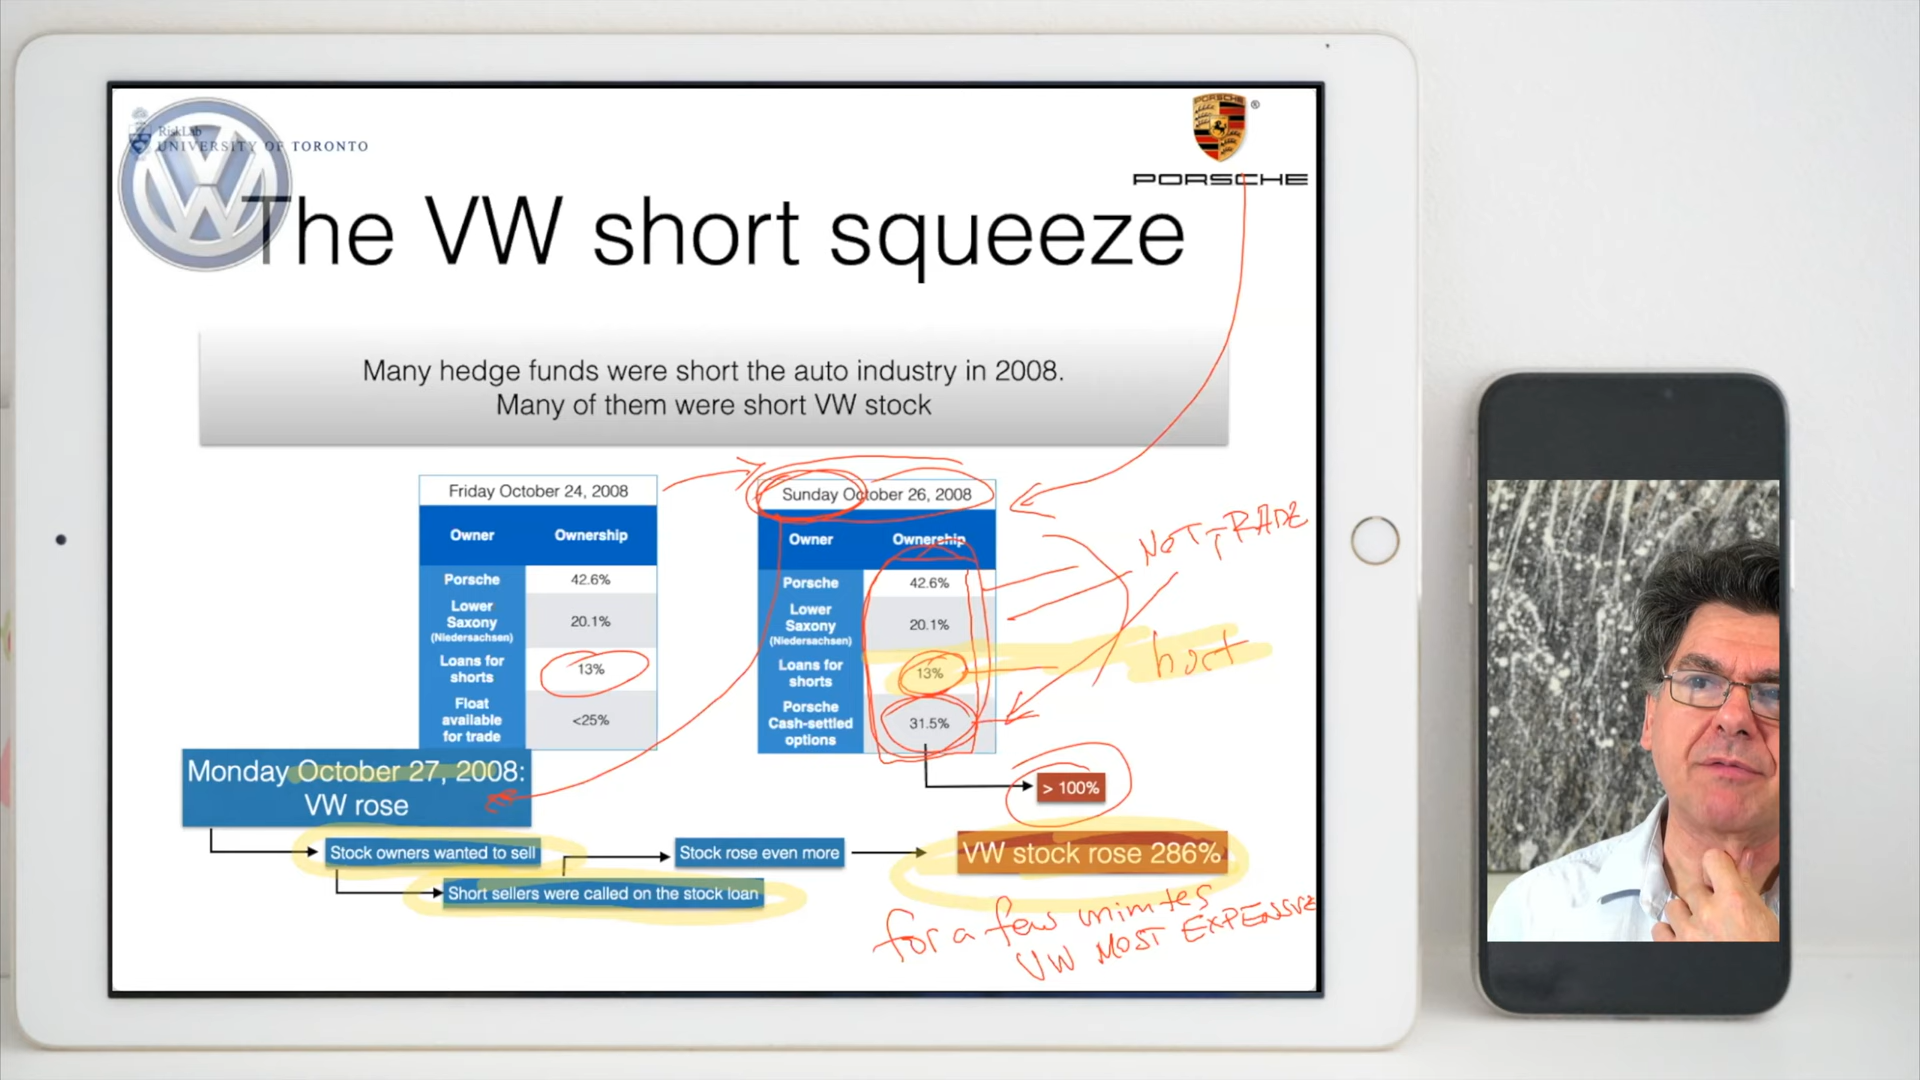 RiskLab
UNIVERSITY OF TORONTO
PORSCHE
®
PORSCHE
The VW short squeeze
Many hedge funds were short the auto industry in 2008.
Many of them were short VW stock
Friday October 24, 2008
Owner Ownership
Porsche 42.6%
Lower Saxony (Niedersachsen) 20.1%
Loans for shorts 13%
Float available for trade <25%
Sunday October 26, 2008
Owner Ownership
Porsche 42.6%
Lower Saxony (Niedersachsen) 20.1%
Loans for shorts 13%
Porsche Cash-settled options 31.5%
NOT TRADE
> 100%
Monday October 27, 2008:
VW rose
Stock owners wanted to sell
Short sellers were called on the stock loan
Stock rose even more
VW stock rose 286%
for a few minutes
VW MOST EXPENSIVE